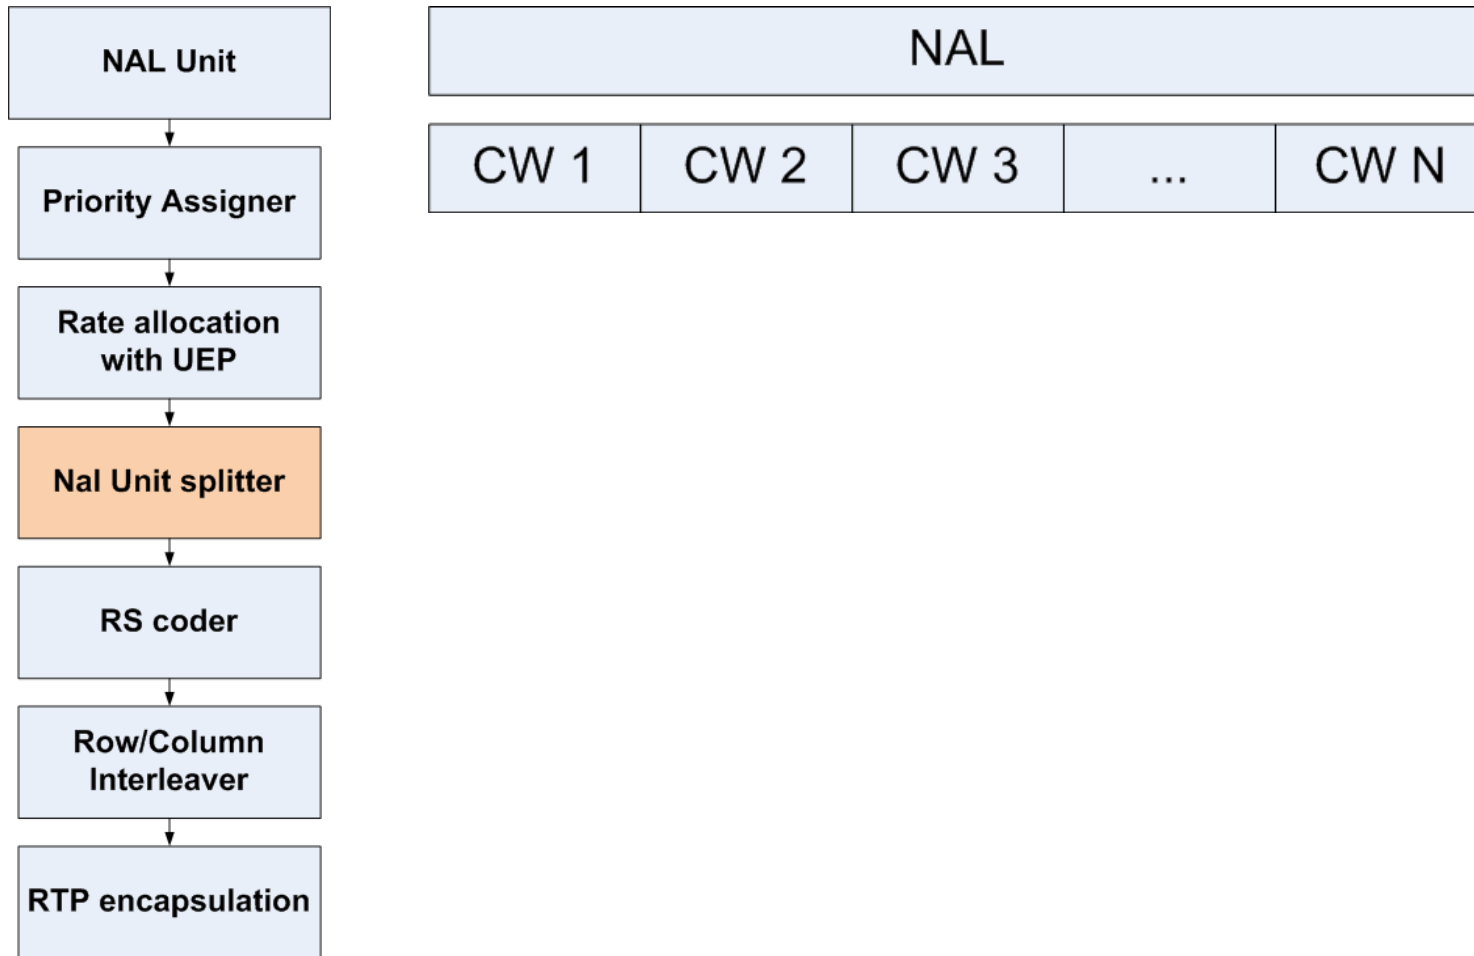 NAL Unit
Priority Assigner
Rate allocation
with UEP
Nal Unit splitter
RS coder
Row/Column
Interleaver
RTP encapsulation
NAL
CW 1 CW 2 CW 3 ... CW N